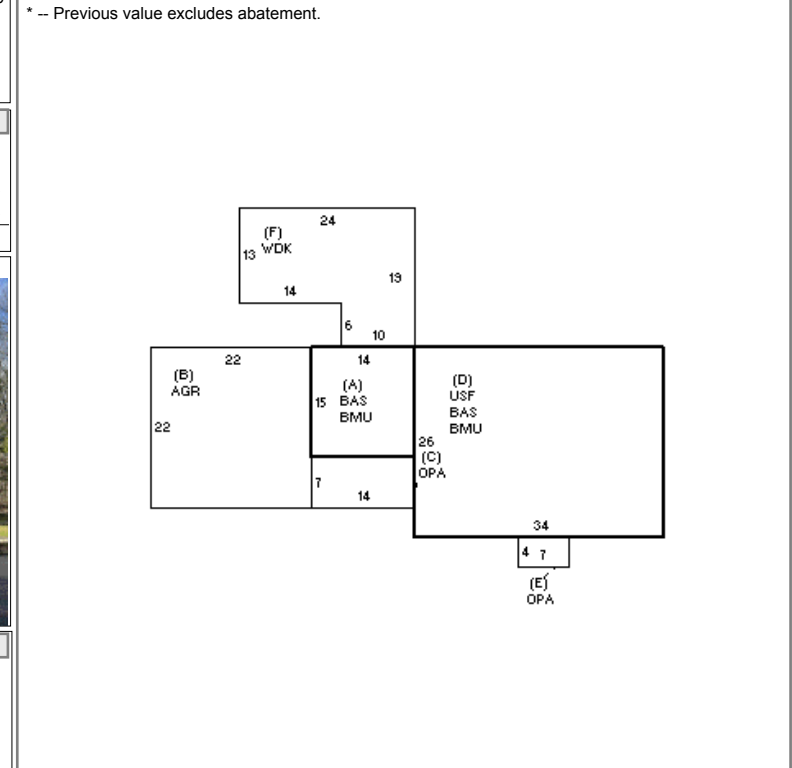 * -- Previous value excludes abatement.
24
(F)
WDK
13
19
14
6
10
22
14
(B)
AGR
(A)
BAS
BMU
(D)
USF
BAS
BMU
15
22
26
(C)
OPA
7
14
34
4 7
(E)
OPA